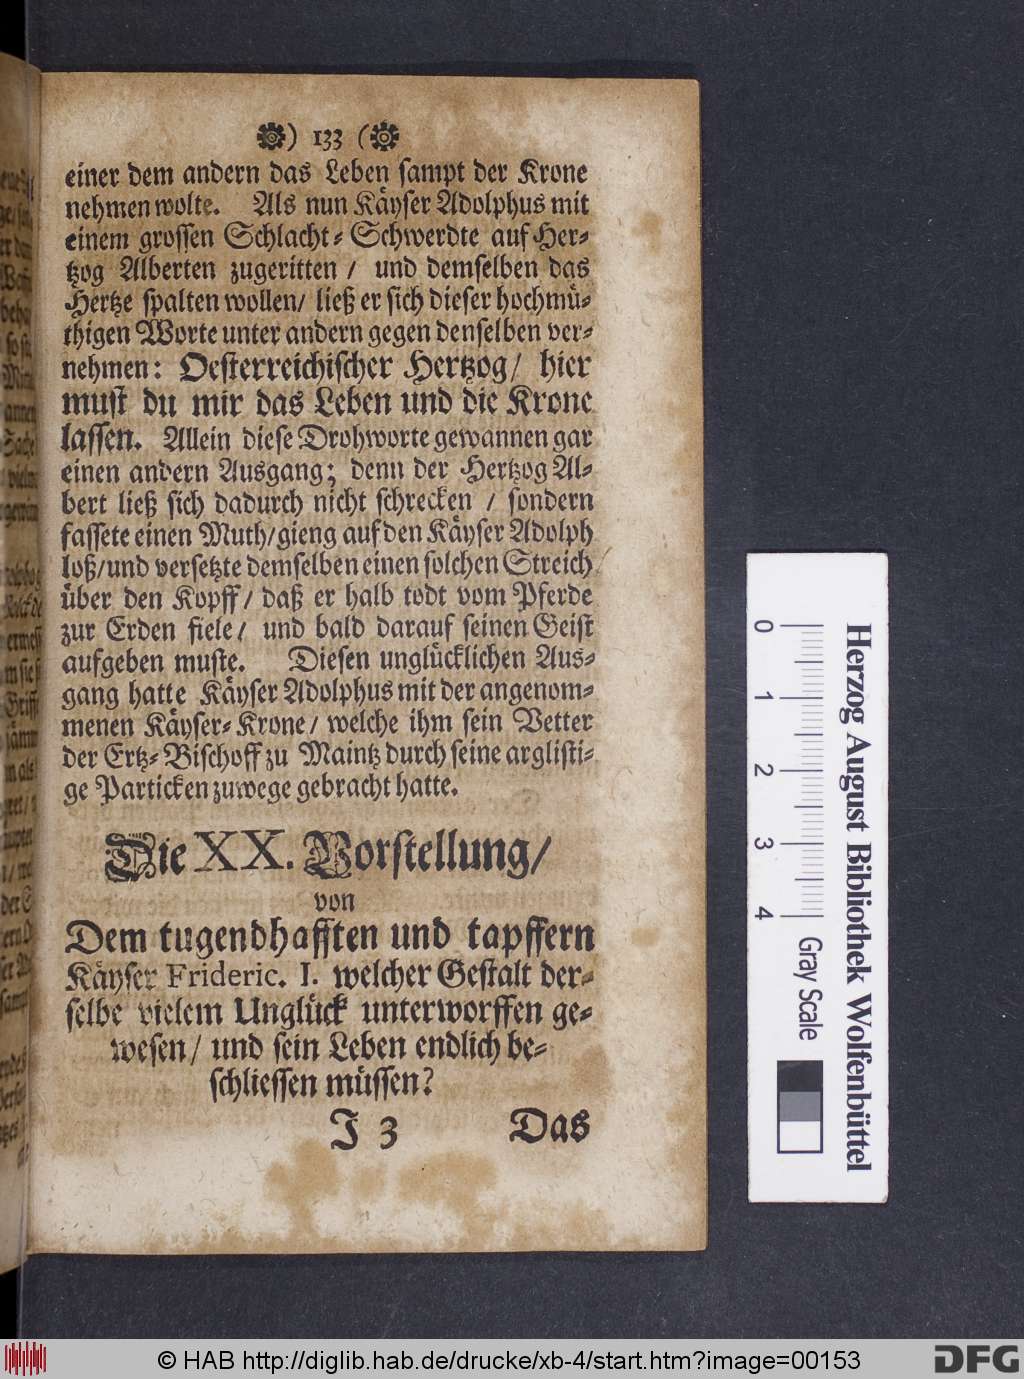 ❁) 133 (❁
einer dem andern das Leben sampt der Krone
nehmen wolte. Als nun Käyser Adolphus mit
einem grossen Schlacht-Schwerdte auf Her-
tzog Alberten zugeritten / und demselben das
Hertze spalten wollen/ ließ er sich dieser hochmü-
thigen Worte unter andern gegen denselben ver-
nehmen: Oesterreichischer Hertzog/ hier
must du mir das Leben und die Krone
lassen. Allein diese Drohworte gewannen gar
einen andern Ausgang; denn der Hertzog Al-
bert ließ sich dadurch nicht schrecken / sondern
fassete einen Muth/gieng auf den Käyser Adolph
loß/und versetzte demselben einen solchen Streich
über den Kopff/ daß er halb todt vom Pferde
zur Erden fiele/ und bald darauf seinen Geist
aufgeben muste. Diesen unglücklichen Aus-
gang hatte Käyser Adolphus mit der angenom-
menen Käyser-Krone/ welche ihm sein Vetter
der Ertz-Bischoff zu Maintz durch seine arglisti-
ge Particken zuwege gebracht hatte.
Die XX. Vorstellung/
von
Dem tugendhafften und tapffern
Käyser Frideric. I. welcher Gestalt der-
selbe vielem Unglück unterworffen ge-
wesen/ und sein Leben endlich be-
schliessen müssen?
J 3 Das
0 1 2 3 4 Gray Scale
Herzog August Bibliothek Wolfenbüttel
© HAB http://diglib.hab.de/drucke/xb-4/start.htm?image=00153
DFG